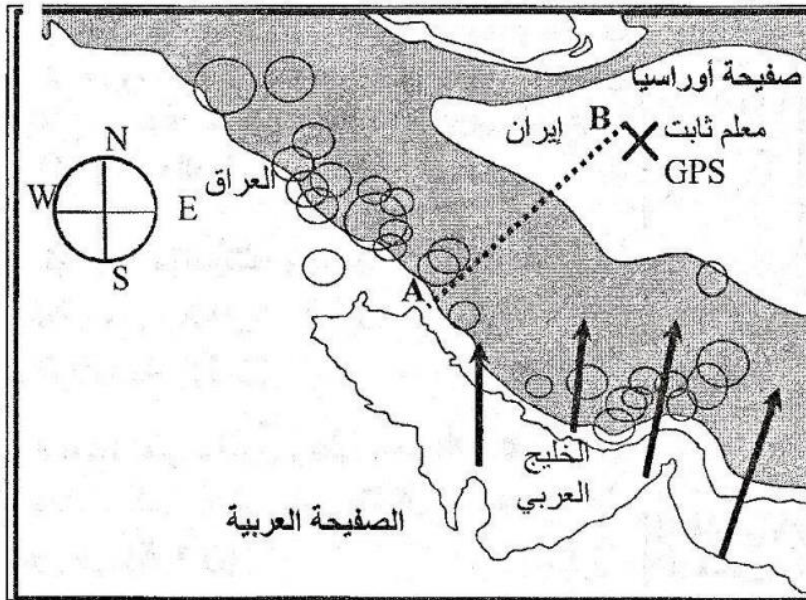 صفيحة أوراسيا
معلم ثابت
GPS
إيران
B
العراق
N
W
E
S
A
الخليج
العربي
الصفيحة العربية